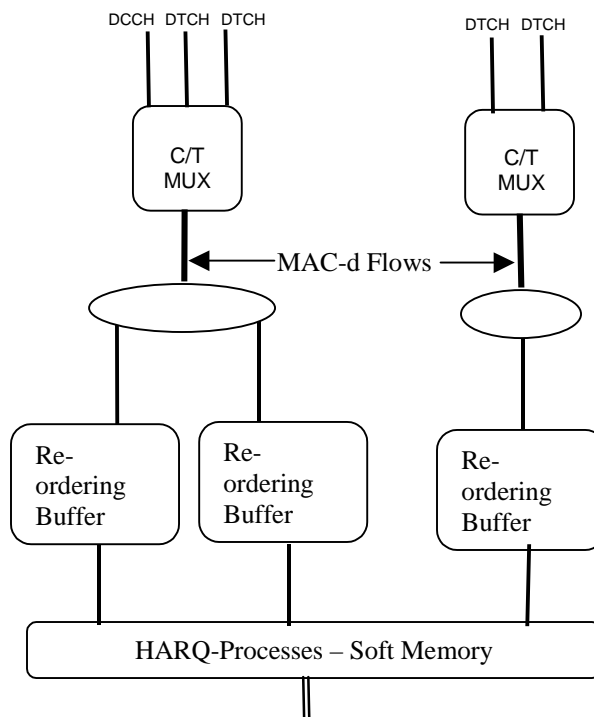 DCCH DTCH DTCH
DTCH DTCH
C/T
MUX
C/T
MUX
MAC-d Flows
Re-
ordering
Buffer
Re-
ordering
Buffer
Re-
ordering
Buffer
HARQ-Processes – Soft Memory